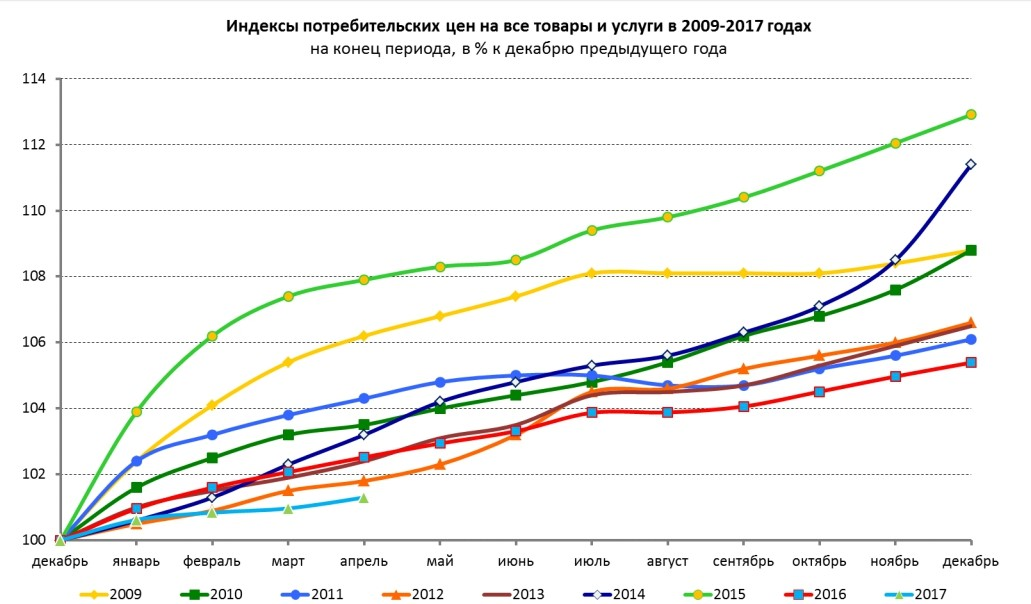 Индексы потребительских цен на все товары и услуги в 2009-2017 годах
на конец периода, в % к декабрю предыдущего года
114
112
110
108
106
104
102
100
декабрь январь февраль март апрель май июнь июль август сентябрь октябрь ноябрь декабрь
2009 2010 2011 2012 2013 2014 2015 2016 2017